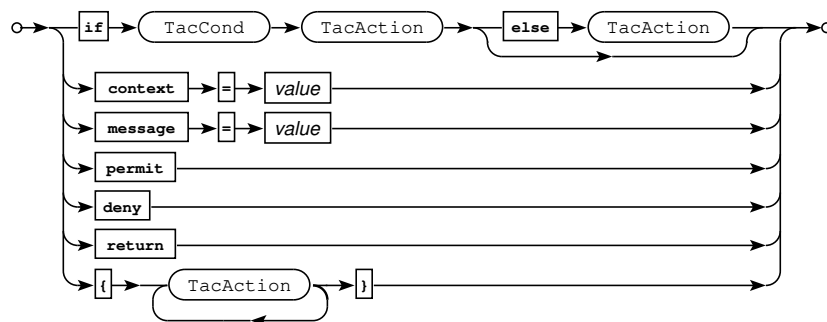 if TacCond TacAction else TacAction
context = value
message = value
permit
deny
return
{ TacAction }